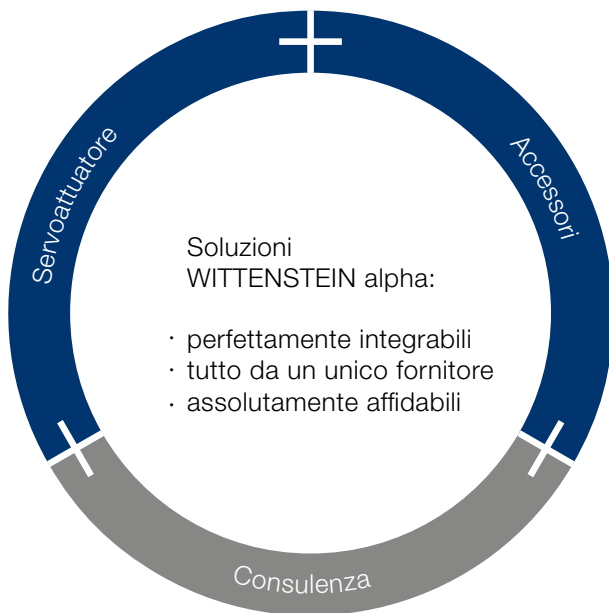 Servoattuatore
Accessori
Soluzioni
WITTENSTEIN alpha:
· perfettamente integrabili
· tutto da un unico fornitore
· assolutamente affidabili
Consulenza